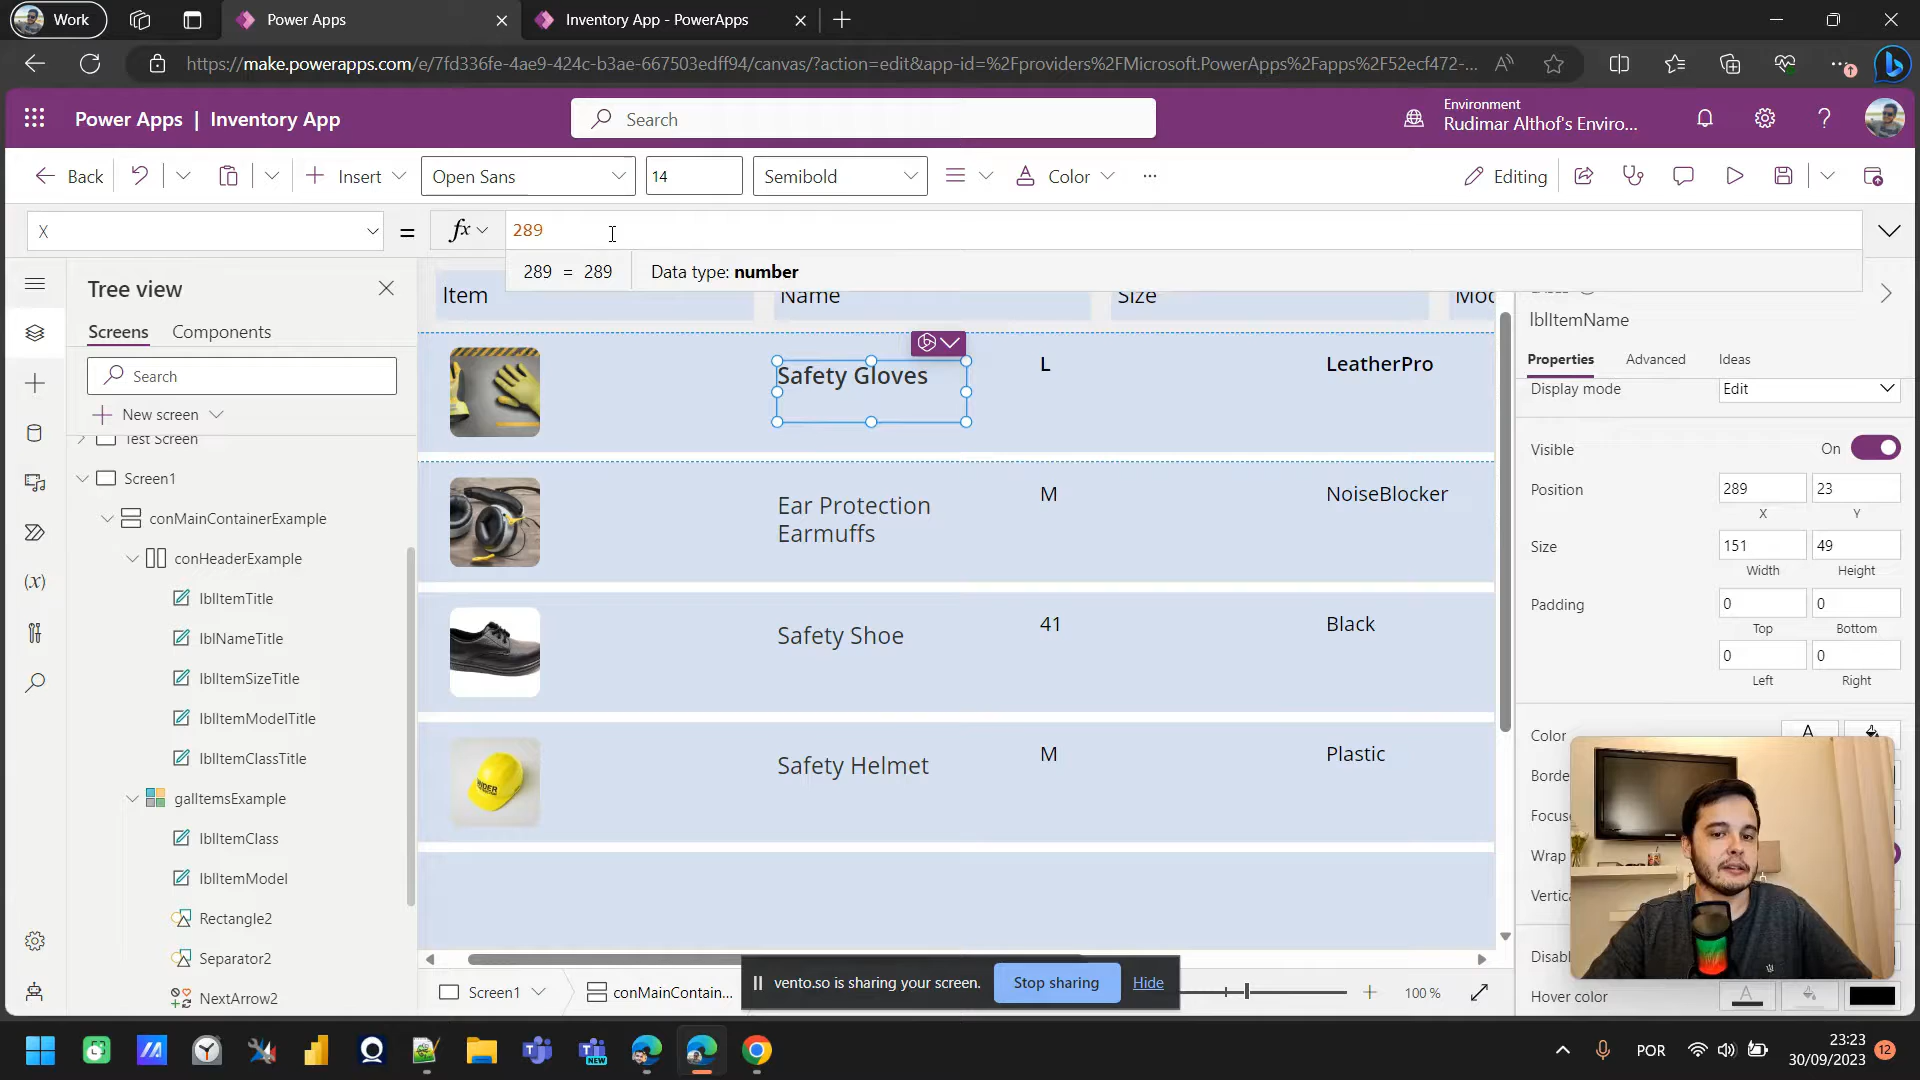 Work
Power Apps
Inventory App - PowerApps
https://make.powerapps.com/e/7fd336fe-4ae9-424c-b3ae-667503edff94/canvas/?action=edit&app-id=%2Fproviders%2FMicrosoft.PowerApps%2Fapps%2F52ecf472-...
Power Apps | Inventory App
Search
Environment
Rudimar Althof's Enviro...
Back
Insert
Open Sans
14
Semibold
Color
Editing
X
=
fx
289
289 = 289
Data type: number
Tree view
Screens
Components
Search
New screen
Test Screen
Screen1
conMainContainerExample
conHeaderExample
lblItemTitle
lblNameTitle
lblItemSizeTitle
lblItemModelTitle
lblItemClassTitle
galItemsExample
lblItemClass
lblItemModel
Rectangle2
Separator2
NextArrow2
Item
Name
Size
Safety Gloves
L
LeatherPro
Ear Protection
Earmuffs
M
NoiseBlocker
Safety Shoe
41
Black
Safety Helmet
M
Plastic
lblItemName
Properties
Advanced
Ideas
Display mode
Edit
Visible
On
Position
289
23
X
Y
Size
151
49
Width
Height
Padding
0
0
Top
Bottom
0
0
Left
Right
Color
Hover color
Screen1
conMainContain...
vento.so is sharing your screen.
Stop sharing
Hide
100 %
NEW
POR
23:23
30/09/2023
12